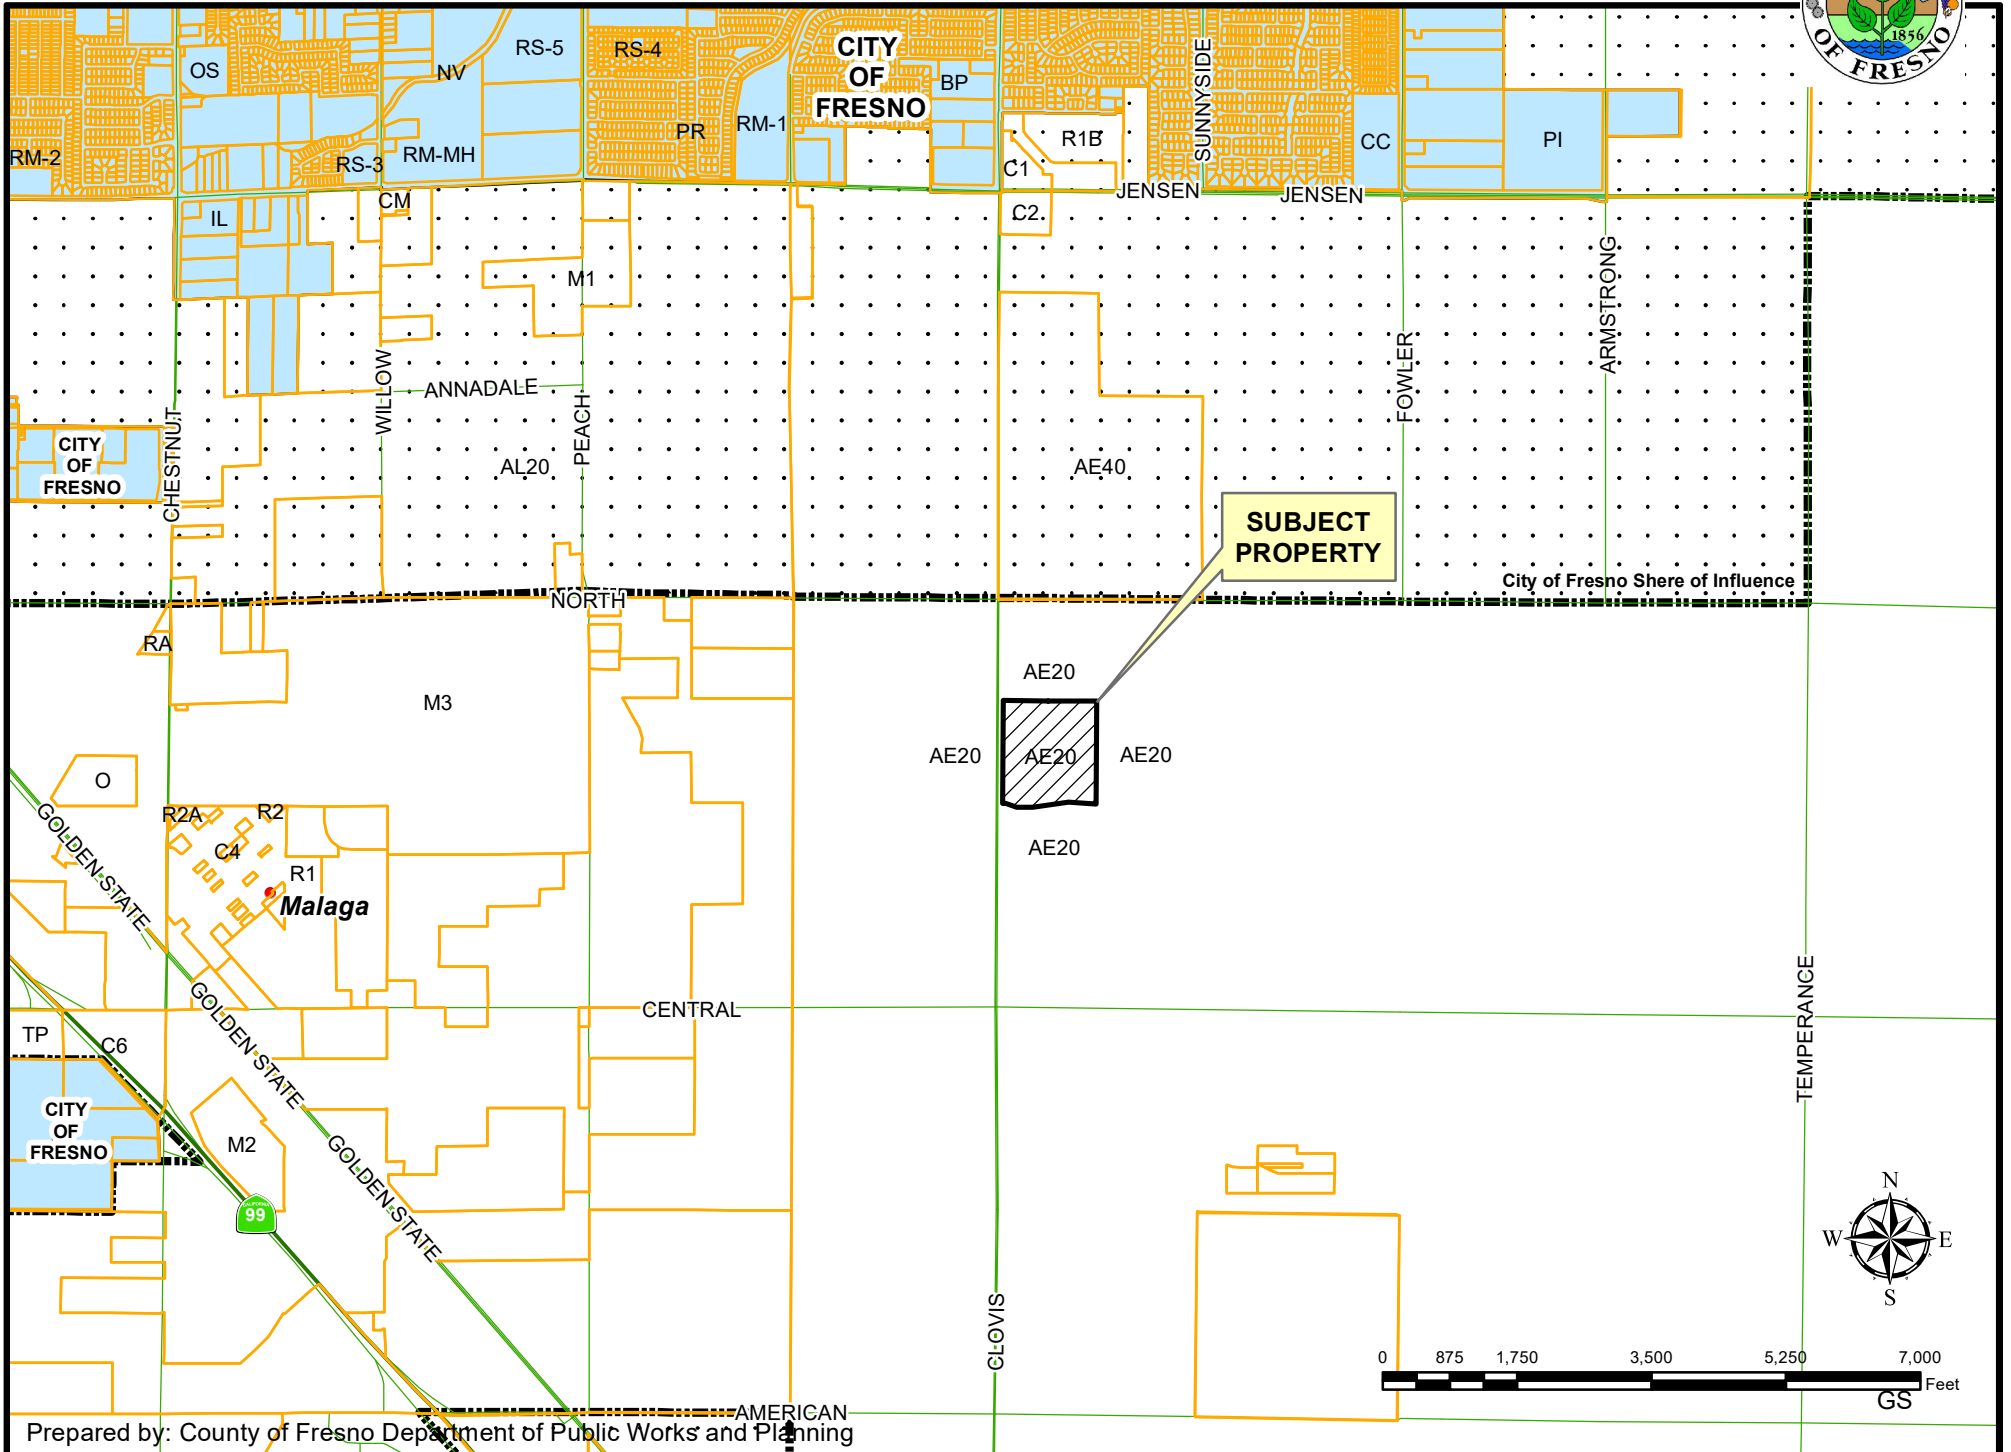 1856
OF FRESNO
RS-5
RS-4
CITY
OF
FRESNO
SUNNYSIDE
OS
NV
BP
RM-1
PR
R1B
CC
PI
RM-2
RS-3
RM-MH
C1
JENSEN
JENSEN
CM
IL
C2
M1
ARMSTRONG
WILLOW
ANNADALE
PEACH
FOWLER
CHESTNUT
CITY
OF
FRESNO
AL20
AE40
SUBJECT
PROPERTY
City of Fresno Shere of Influence
NORTH
RA
AE20
M3
AE20
AE20
AE20
O
R2A
R2
GOLDEN STATE
C4
AE20
R1
Malaga
GOLDEN STATE
CENTRAL
TEMPERANCE
TP
C6
CITY
OF
FRESNO
M2
GOLDEN STATE
CALIFORNIA
99
N
W
E
S
CLOVIS
0 875 1,750 3,500 5,250 7,000
Feet
GS
AMERICAN
Prepared by: County of Fresno Department of Public Works and Planning